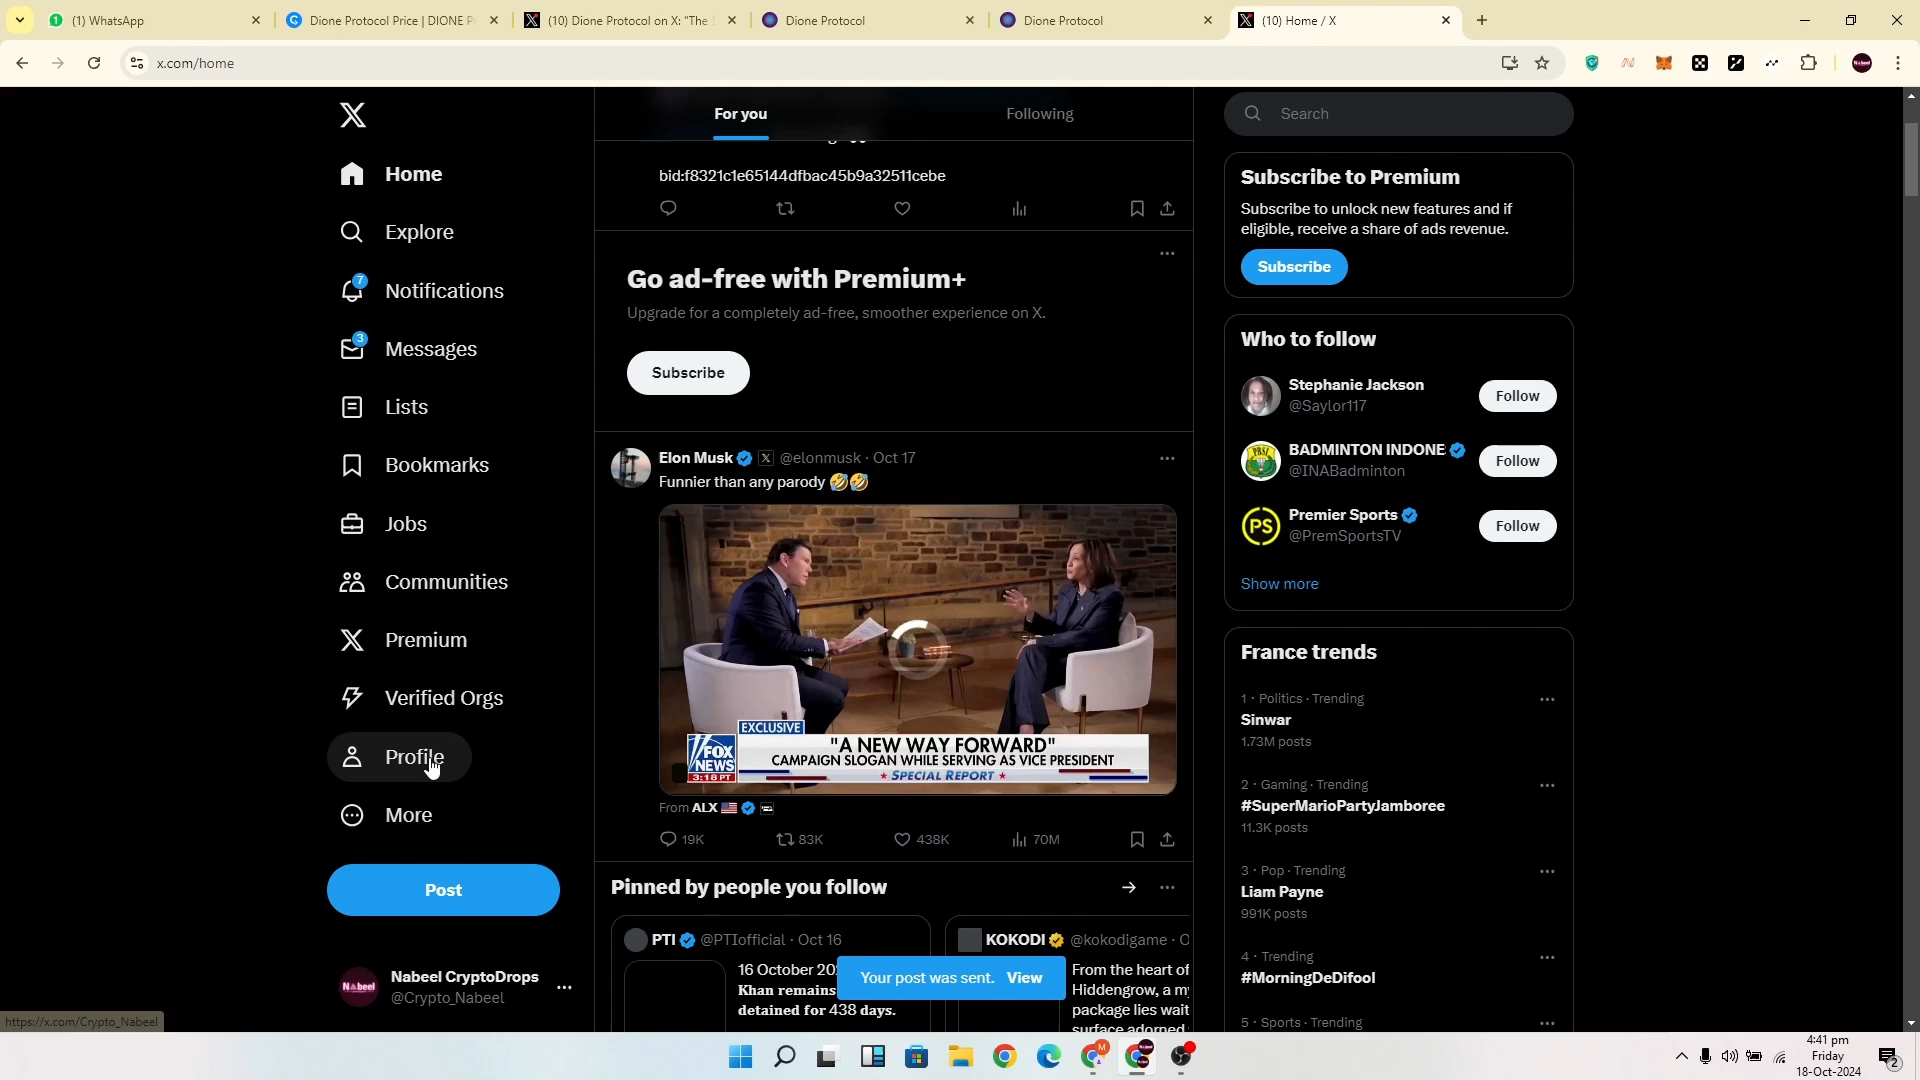 (1) WhatsApp
Dione Protocol Price | DIONE P
(10) Dione Protocol on X: "The
Dione Protocol
Dione Protocol
(10) Home / X
x.com/home
For you
Following
Search
Home
Explore
7
Notifications
3
Messages
Lists
Bookmarks
Jobs
Communities
Premium
Verified Orgs
Profile
More
Post
Nabeel CryptoDrops
@Crypto_Nabeel
https://x.com/Crypto_Nabeel
bid:f8321c1e65144dfbac45b9a32511cebe
Go ad-free with Premium+
Upgrade for a completely ad-free, smoother experience on X.
Subscribe
Elon Musk @elonmusk · Oct 17
Funnier than any parody 🤣🤣
EXCLUSIVE
FOX NEWS
3:18 PT
"A NEW WAY FORWARD"
CAMPAIGN SLOGAN WHILE SERVING AS VICE PRESIDENT
★ SPECIAL REPORT ★
From ALX 🇺🇸
19K
83K
438K
70M
Pinned by people you follow
PTI @PTIofficial · Oct 16
16 October 20
Khan remains
detained for 438 days.
KOKODI @kokodigame · O
From the heart of
Hiddengrow, a my
package lies wait
surface adorned
Your post was sent. View
Subscribe to Premium
Subscribe to unlock new features and if
eligible, receive a share of ads revenue.
Subscribe
Who to follow
Stephanie Jackson
@Saylor117
Follow
BADMINTON INDONE
@INABadminton
Follow
Premier Sports
@PremSportsTV
Follow
Show more
France trends
1 · Politics · Trending
Sinwar
1.73M posts
2 · Gaming · Trending
#SuperMarioPartyJamboree
11.3K posts
3 · Pop · Trending
Liam Payne
991K posts
4 · Trending
#MorningDeDifool
5 · Sports · Trending
4:41 pm
Friday
18-Oct-2024
2